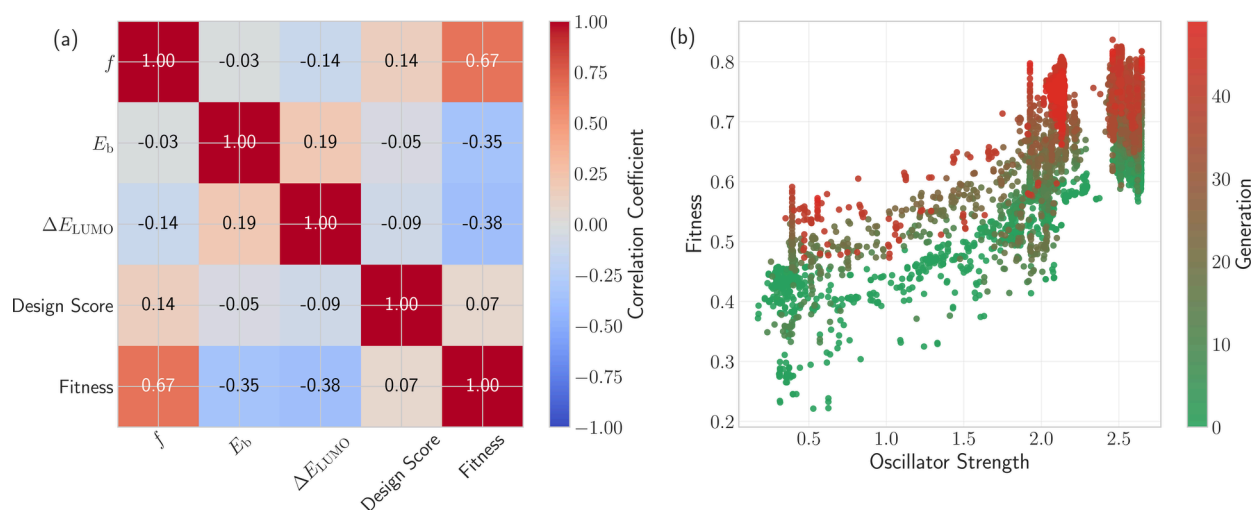 (a)
f
E_b
ΔE_LUMO
Design Score
Fitness
1.00 -0.03 -0.14 0.14 0.67
-0.03 1.00 0.19 -0.05 -0.35
-0.14 0.19 1.00 -0.09 -0.38
0.14 -0.05 -0.09 1.00 0.07
0.67 -0.35 -0.38 0.07 1.00
f
E_b
ΔE_LUMO
Design Score
Fitness
1.00
0.75
0.50
0.25
0.00
−0.25
−0.50
−0.75
−1.00
Correlation Coefficient
(b)
Fitness
0.8
0.7
0.6
0.5
0.4
0.3
0.2
0.5 1.0 1.5 2.0 2.5
Oscillator Strength
40
30
20
10
0
Generation